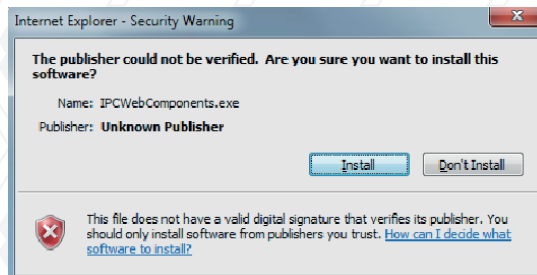 Internet Explorer - Security Warning
The publisher could not be verified. Are you sure you want to install this
software?
Name: IPCWebComponents.exe
Publisher: Unknown Publisher
Install
Don't Install
This file does not have a valid digital signature that verifies its publisher. You
should only install software from publishers you trust. How can I decide what
software to install?